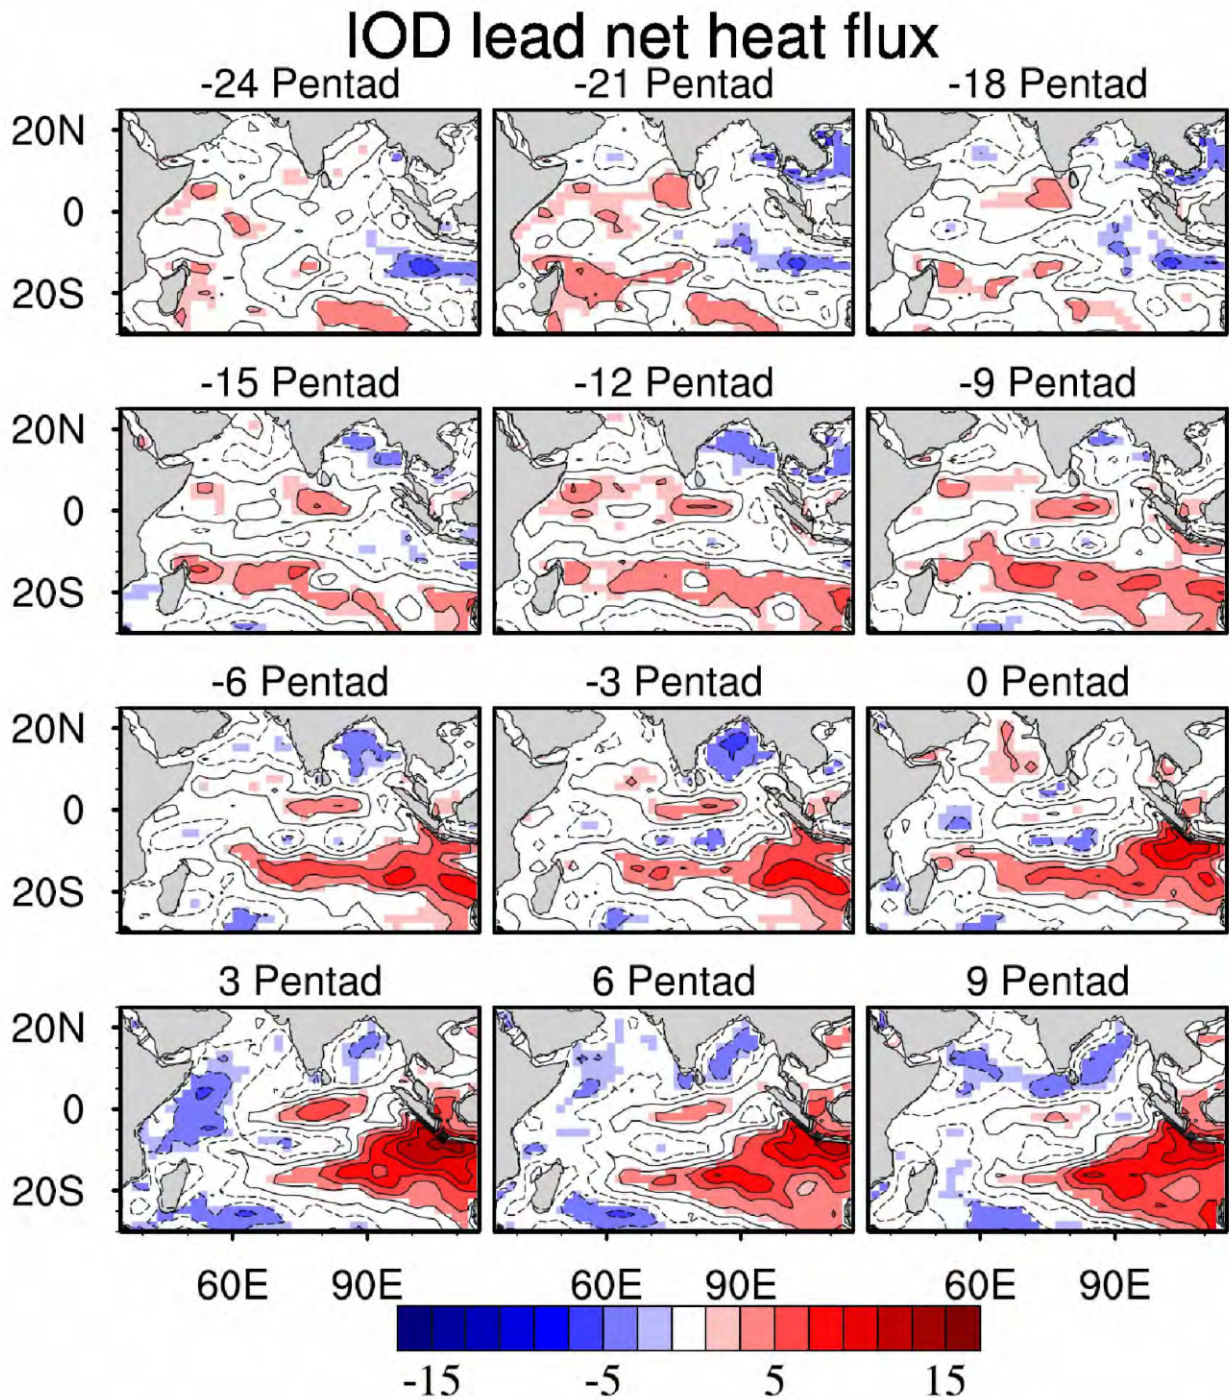 IOD lead net heat flux
-24 Pentad -21 Pentad -18 Pentad
20N
0
20S
-15 Pentad -12 Pentad -9 Pentad
20N
0
20S
-6 Pentad -3 Pentad 0 Pentad
20N
0
20S
3 Pentad 6 Pentad 9 Pentad
20N
0
20S
60E 90E 60E 90E 60E 90E
-15 -5 5 15